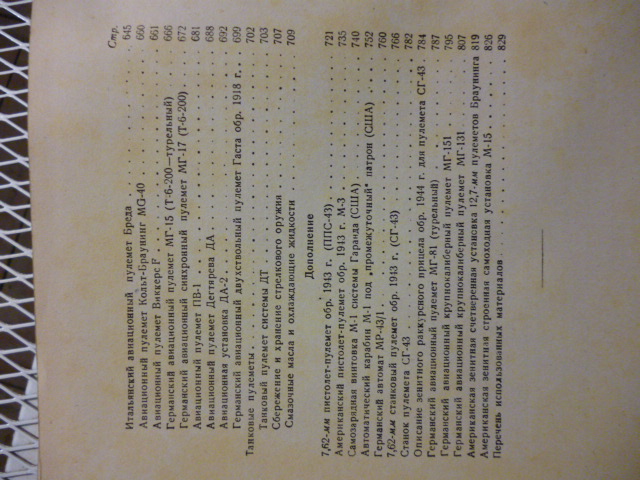 Стр.
Итальянский авиационный пулемет Бреда . . . 645
Авиационный пулемет Кольт-Браунинг MG-40 . . . 660
Авиационный пулемет Виккерс F . . . 661
Германский авиационный пулемет МГ-15 (Т-6-200—турельный) 666
Германский авиационный синхронный пулемет МГ-17 (Т-6-200) . 672
Авиационный пулемет ПВ-1 . . . 681
Авиационный пулемет Дегтярева ДА . . . 688
Авиационная установка ДА-2 . . . 692
Германский авиационный двухствольный пулемет Гаста обр. 1918 г. . 699
Танковые пулеметы . . . 702
Танковый пулемет системы ДТ . . . 703
Сбережение и хранение стрелкового оружия . . . 707
Смазочные масла и охлаждающие жидкости . . . 709
Дополнение
7,62-мм пистолет-пулемет обр. 1943 г. (ППС-43) . . . 721
Американский пистолет-пулемет обр. 1943 г. М-3 . . . 735
Самозарядная винтовка М-1 системы Гаранда (США) . . . 740
Автоматический карабин М-1 под „промежуточный" патрон (США) . 752
Германский автомат МР-43/1 . . . 760
7,62-мм станковый пулемет обр. 1943 г. (СГ-43) . . . 766
Станок пулемета СГ-43 . . . 782
Описание зенитного раккурсного прицела обр. 1944 г. для пулемета СГ-43 784
Германский авиационный пулемет МГ-81 (турельный) . . . 787
Германский авиационный крупнокалиберный пулемет МГ-151 . . . 795
Германский авиационный крупнокалиберный пулемет МГ-131 . . . 807
Американская зенитная счетверенная установка 12,7-мм пулеметов Браунинга 819
Американская зенитная строенная самоходная установка М-15 . . . 826
Перечень использованных материалов . . . 829